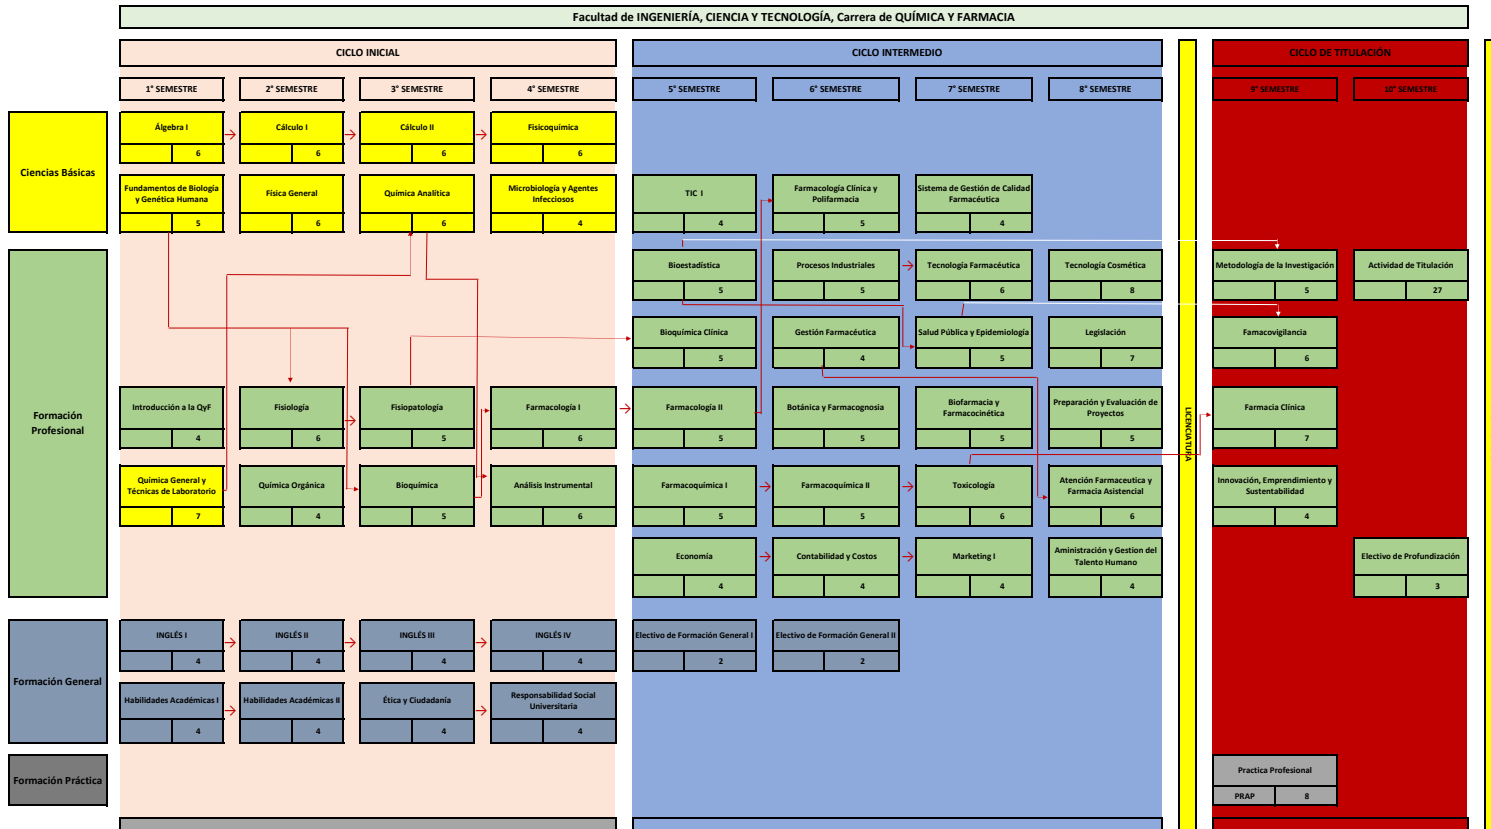 Facultad de INGENIERÍA, CIENCIA Y TECNOLOGÍA, Carrera de QUÍMICA Y FARMACIA
CICLO INICIAL
CICLO INTERMEDIO
CICLO DE TITULACIÓN
1° SEMESTRE
2° SEMESTRE
3° SEMESTRE
4° SEMESTRE
5° SEMESTRE
6° SEMESTRE
7° SEMESTRE
8° SEMESTRE
9° SEMESTRE
10° SEMESTRE
LICENCIATURA
Ciencias Básicas
Álgebra I
6
Cálculo I
6
Cálculo II
6
Fisicoquímica
6
Fundamentos de Biología
y Genética Humana
5
Física General
6
Química Analítica
6
Microbiología y Agentes
Infecciosos
4
TIC I
4
Farmacología Clínica y
Polifarmacia
5
Sistema de Gestión de Calidad
Farmacéutica
4
Formación
Profesional
Bioestadística
5
Procesos Industriales
5
Tecnología Farmacéutica
6
Tecnología Cosmética
8
Metodología de la Investigación
5
Actividad de Titulación
27
Bioquímica Clínica
5
Gestión Farmacéutica
4
Salud Pública y Epidemiología
5
Legislación
7
Famacovigilancia
6
Introducción a la QyF
4
Fisiología
6
Fisiopatología
5
Farmacología I
6
Farmacología II
5
Botánica y Farmacognosia
5
Biofarmacia y
Farmacocinética
5
Preparación y Evaluación de
Proyectos
5
Farmacia Clínica
7
Química General y
Técnicas de Laboratorio
7
Química Orgánica
4
Bioquímica
5
Análisis Instrumental
6
Farmacoquímica I
5
Farmacoquímica II
5
Toxicología
6
Atención Farmaceutica y
Farmacia Asistencial
6
Innovación, Emprendimiento y
Sustentabilidad
4
Economía
4
Contabilidad y Costos
4
Marketing I
4
Aministración y Gestion del
Talento Humano
4
Electivo de Profundización
3
Formación General
INGLÉS I
4
INGLÉS II
4
INGLÉS III
4
INGLÉS IV
4
Electivo de Formación General I
2
Electivo de Formación General II
2
Habilidades Académicas I
4
Habilidades Académicas II
4
Ética y Ciudadanía
4
Responsabilidad Social
Universitaria
4
Formación Práctica
Practica Profesional
PRAP
8